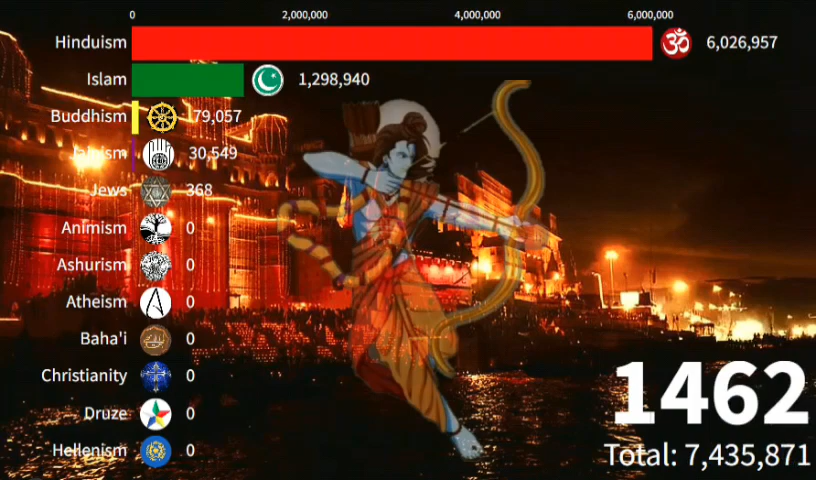 0 2,000,000 4,000,000 6,000,000
Hinduism 6,026,957
Islam 1,298,940
Buddhism 79,057
Jainism 30,549
Jews 368
Animism 0
Ashurism 0
Atheism 0
Baha'i 0
Christianity 0
Druze 0
Hellenism 0
1462
Total: 7,435,871